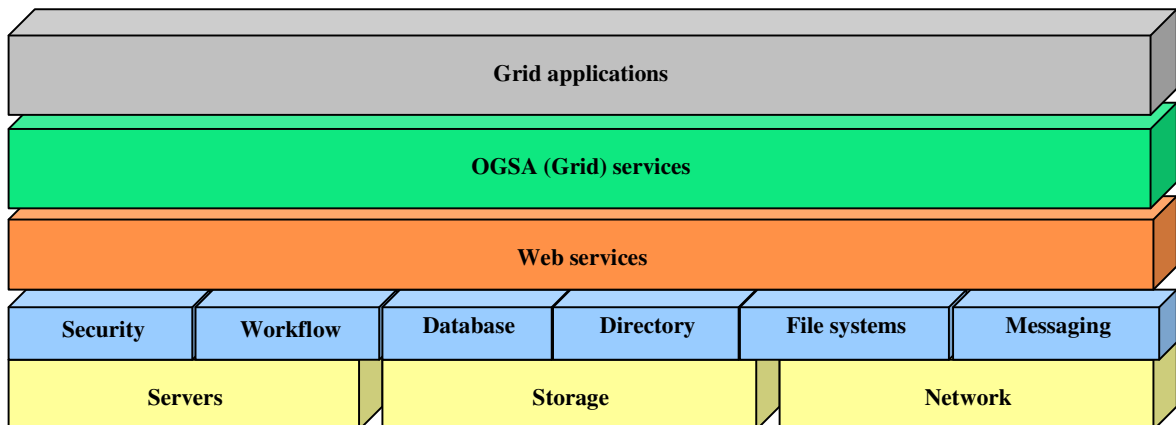 Grid applications
OGSA (Grid) services
Web services
Security Workflow Database Directory File systems Messaging
Servers Storage Network